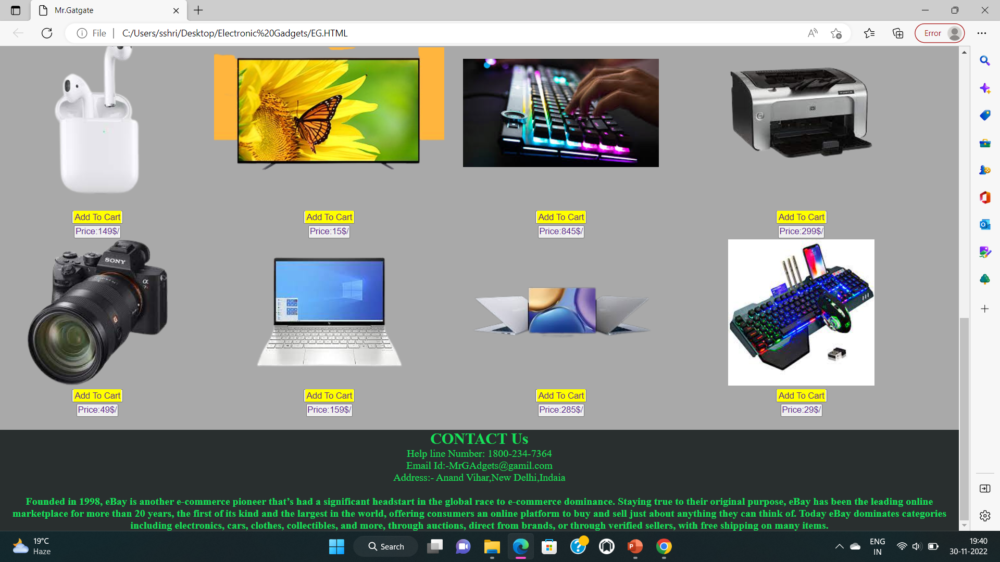 Mr.Gatgate
File
C:/Users/sshri/Desktop/Electronic%20Gadgets/EG.HTML
Error
Add To Cart
Add To Cart
Add To Cart
Add To Cart
Price:149$/
Price:15$/
Price:845$/
Price:299$/
SONY
Add To Cart
Add To Cart
Add To Cart
Add To Cart
Price:49$/
Price:159$/
Price:285$/
Price:29$/
CONTACT Us
Help line Number: 1800-234-7364
Email Id:-MrGAdgets@gamil.com
Address:- Anand Vihar,New Delhi,Indaia
Founded in 1998, eBay is another e-commerce pioneer that’s had a significant headstart in the global race to e-commerce dominance. Staying true to their original purpose, eBay has been the leading online
marketplace for more than 20 years, the first of its kind and the largest in the world, offering consumers an online platform to buy and sell just about anything they can think of. Today eBay dominates categories
including electronics, cars, clothes, collectibles, and more, through auctions, direct from brands, or through verified sellers, with free shipping on many items.
19°C
Haze
Search
ENG
IN
19:40
30-11-2022